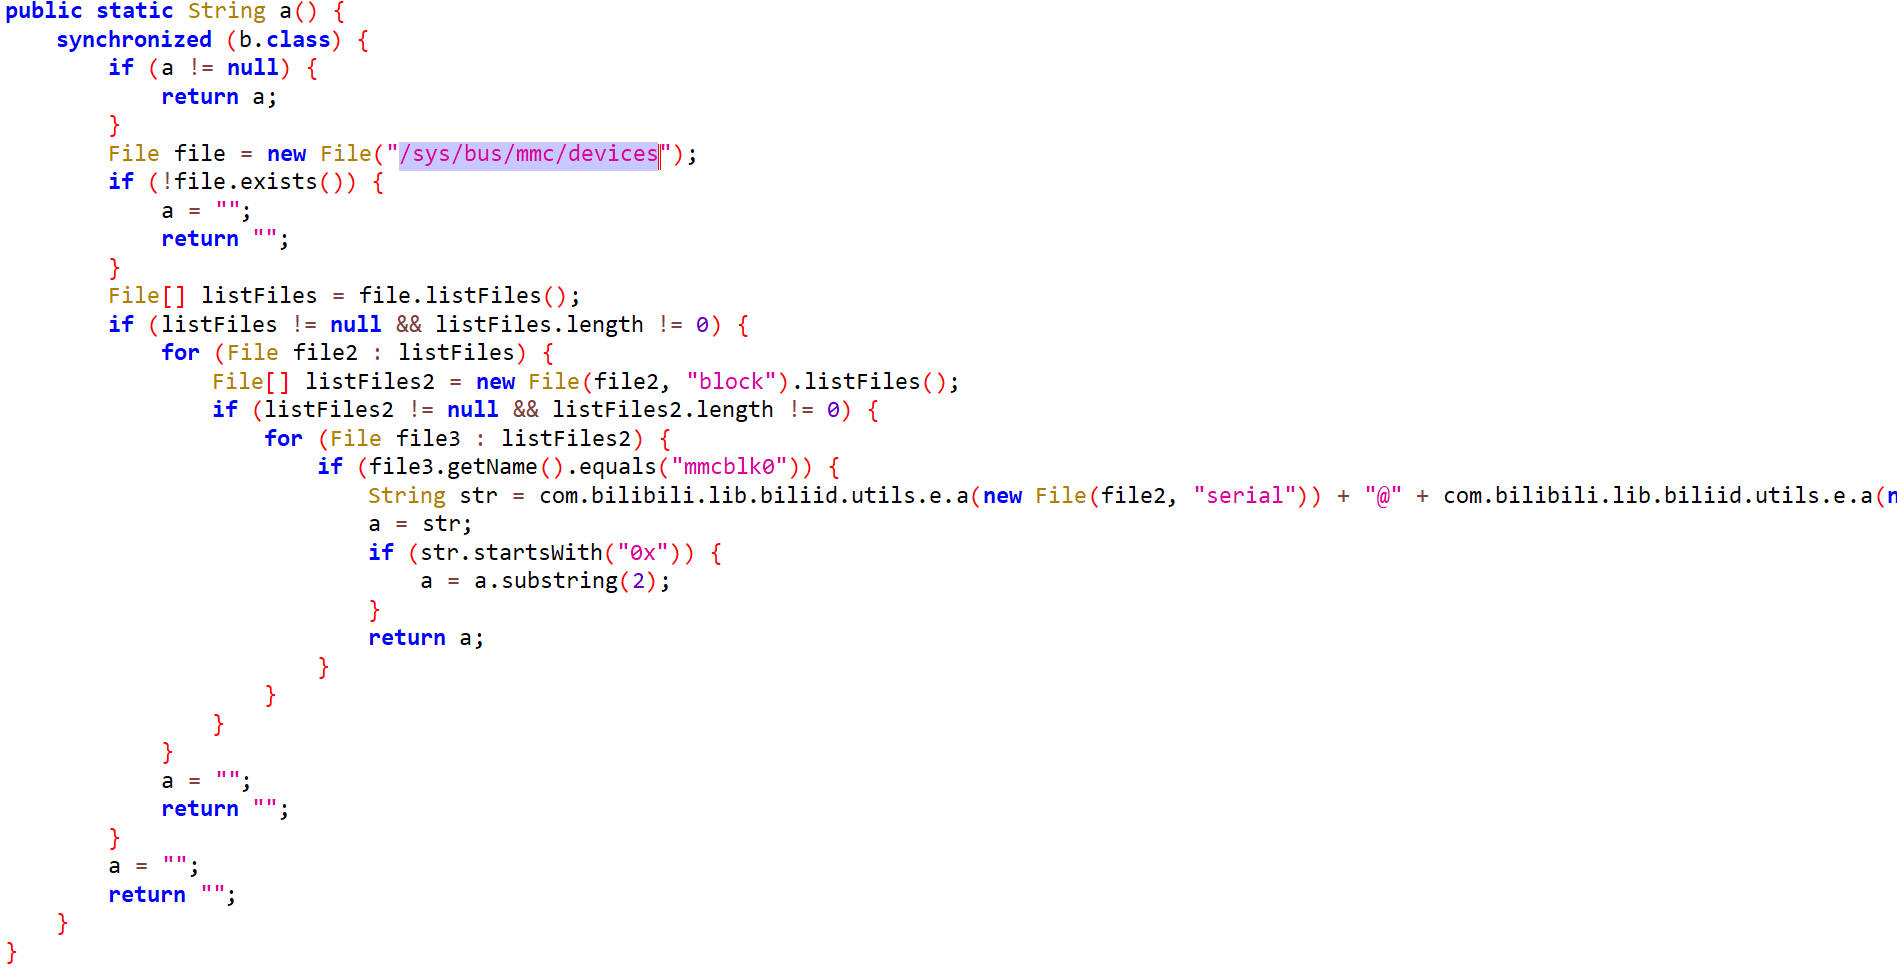 public static String a() {
synchronized (b.class) {
if (a != null) {
return a;
}
File file = new File("/sys/bus/mmc/devices");
if (!file.exists()) {
a = "";
return "";
}
File[] listFiles = file.listFiles();
if (listFiles != null && listFiles.length != 0) {
for (File file2 : listFiles) {
File[] listFiles2 = new File(file2, "block").listFiles();
if (listFiles2 != null && listFiles2.length != 0) {
for (File file3 : listFiles2) {
if (file3.getName().equals("mmcblk0")) {
String str = com.bilibili.lib.biliid.utils.e.a(new File(file2, "serial")) + "@" + com.bilibili.lib.biliid.utils.e.a(
a = str;
if (str.startsWith("0x")) {
a = a.substring(2);
}
return a;
}
}
}
}
a = "";
return "";
}
a = "";
return "";
}
}